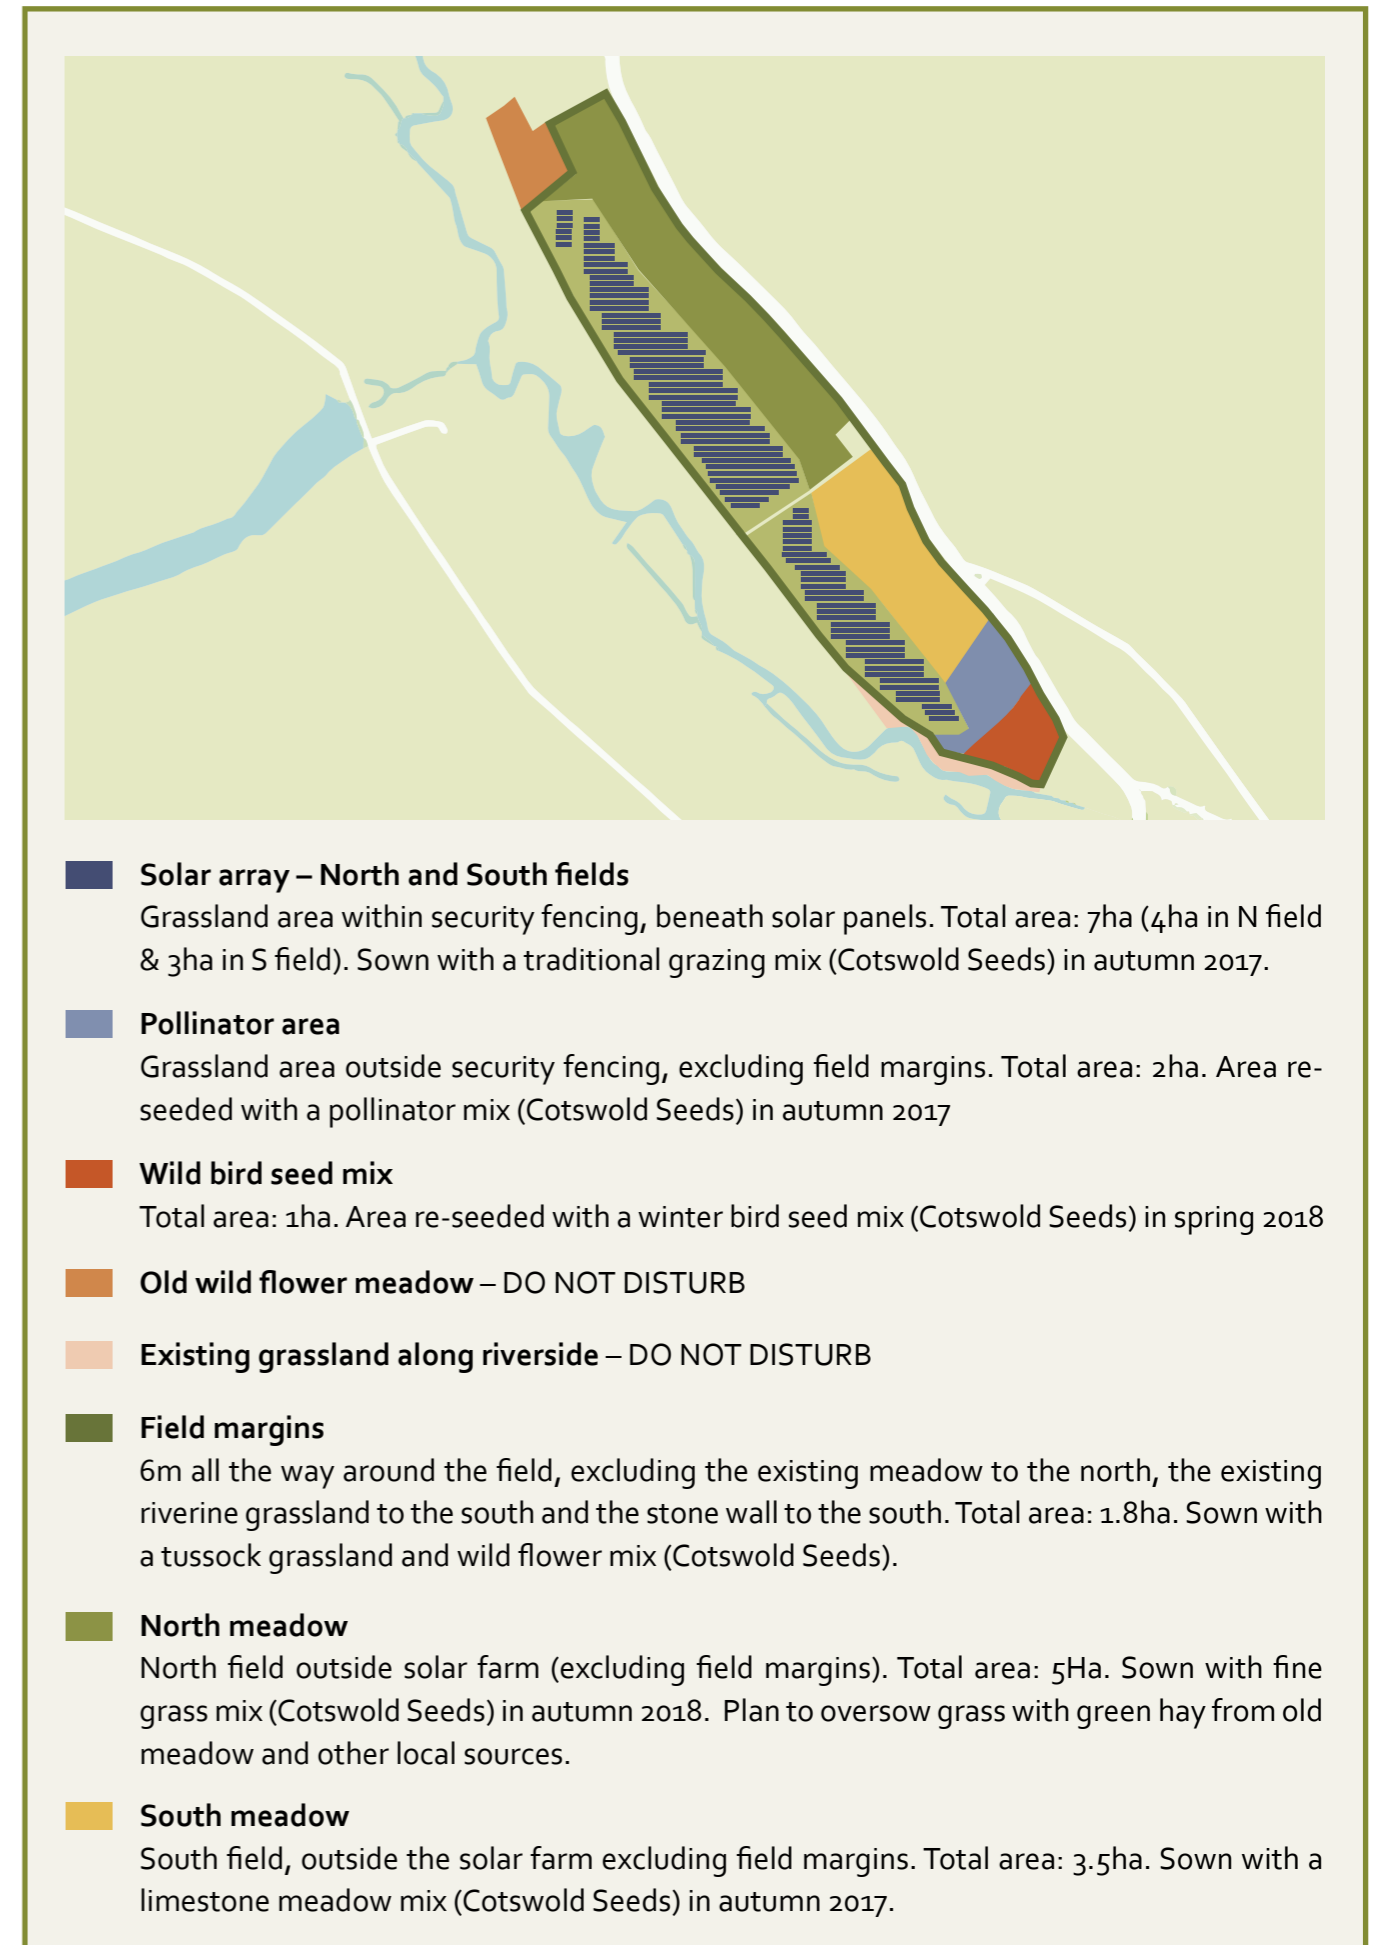 Solar array – North and South fields
Grassland area within security fencing, beneath solar panels. Total area: 7ha (4ha in N field
& 3ha in S field). Sown with a traditional grazing mix (Cotswold Seeds) in autumn 2017.
Pollinator area
Grassland area outside security fencing, excluding field margins. Total area: 2ha. Area re-
seeded with a pollinator mix (Cotswold Seeds) in autumn 2017
Wild bird seed mix
Total area: 1ha. Area re-seeded with a winter bird seed mix (Cotswold Seeds) in spring 2018
Old wild flower meadow – DO NOT DISTURB
Existing grassland along riverside – DO NOT DISTURB
Field margins
6m all the way around the field, excluding the existing meadow to the north, the existing
riverine grassland to the south and the stone wall to the south. Total area: 1.8ha. Sown with
a tussock grassland and wild flower mix (Cotswold Seeds).
North meadow
North field outside solar farm (excluding field margins). Total area: 5Ha. Sown with fine
grass mix (Cotswold Seeds) in autumn 2018. Plan to oversow grass with green hay from old
meadow and other local sources.
South meadow
South field, outside the solar farm excluding field margins. Total area: 3.5ha. Sown with a
limestone meadow mix (Cotswold Seeds) in autumn 2017.